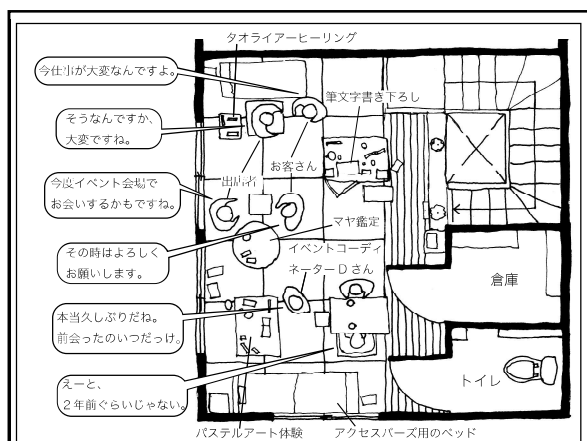 タオライアーヒーリング
今仕事が大変なんですよ。
筆文字書き下ろし
そうなんですか、
大変ですね。
お客さん
出店者
今度イベント会場で
お会いするかもですね。
マヤ鑑定
イベントコーディ
ネーターDさん
その時はよろしく
お願いします。
倉庫
本当久しぶりだね。
前会ったのいつだっけ。
えーと、
2年前ぐらいじゃない。
トイレ
パステルアート体験
アクセスバーズ用のベッド